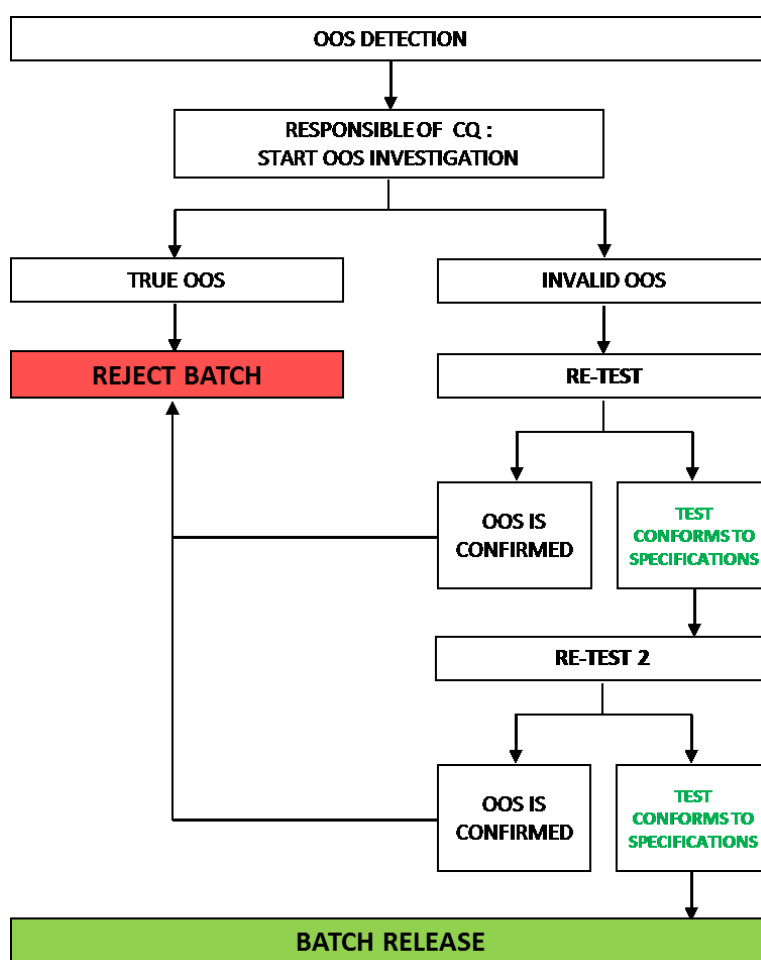 OOS DETECTION
RESPONSIBLE OF CQ :
START OOS INVESTIGATION
TRUE OOS
INVALID OOS
REJECT BATCH
RE-TEST
OOS IS
CONFIRMED
TEST
CONFORMS TO
SPECIFICATIONS
RE-TEST 2
OOS IS
CONFIRMED
TEST
CONFORMS TO
SPECIFICATIONS
BATCH RELEASE